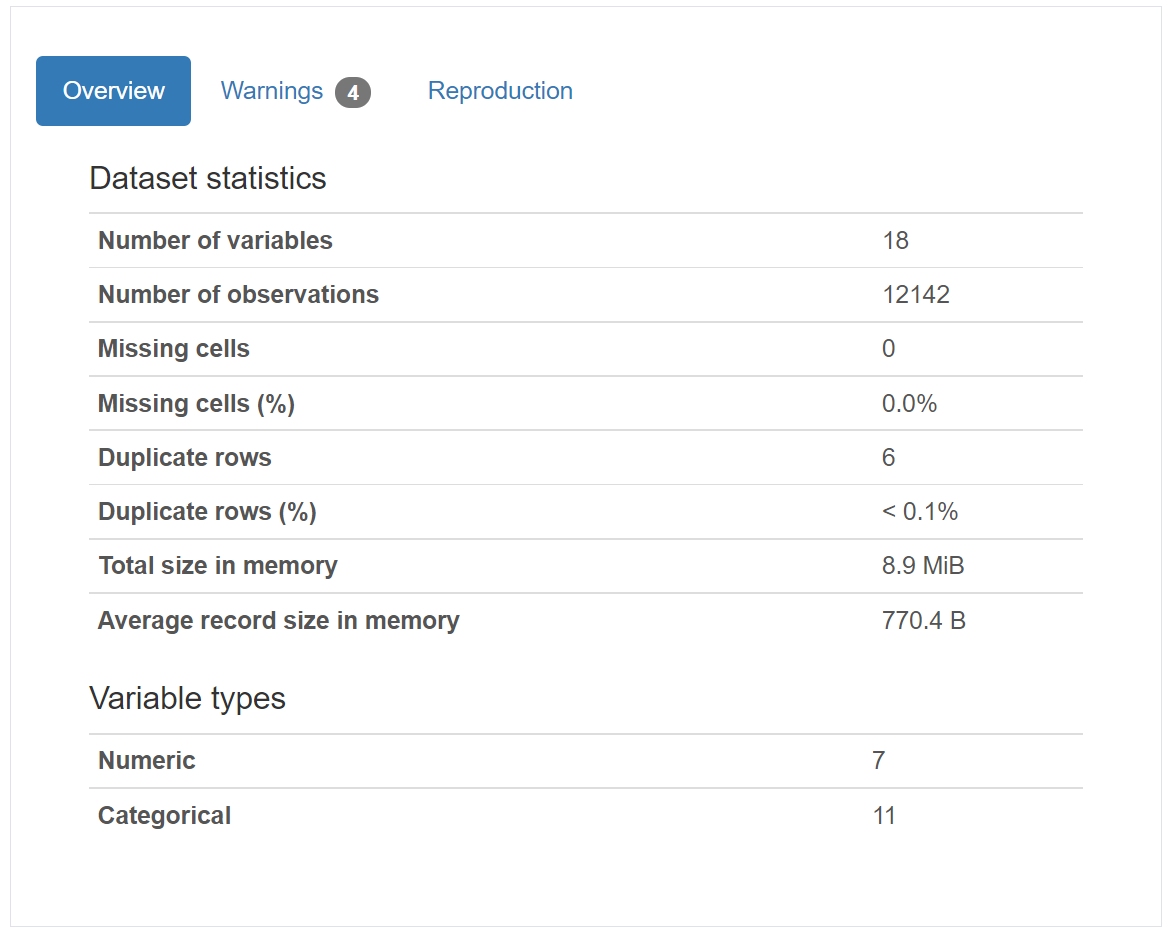 Overview Warnings 4 Reproduction
Dataset statistics
Number of variables 18
Number of observations 12142
Missing cells 0
Missing cells (%) 0.0%
Duplicate rows 6
Duplicate rows (%) < 0.1%
Total size in memory 8.9 MiB
Average record size in memory 770.4 B
Variable types
Numeric 7
Categorical 11